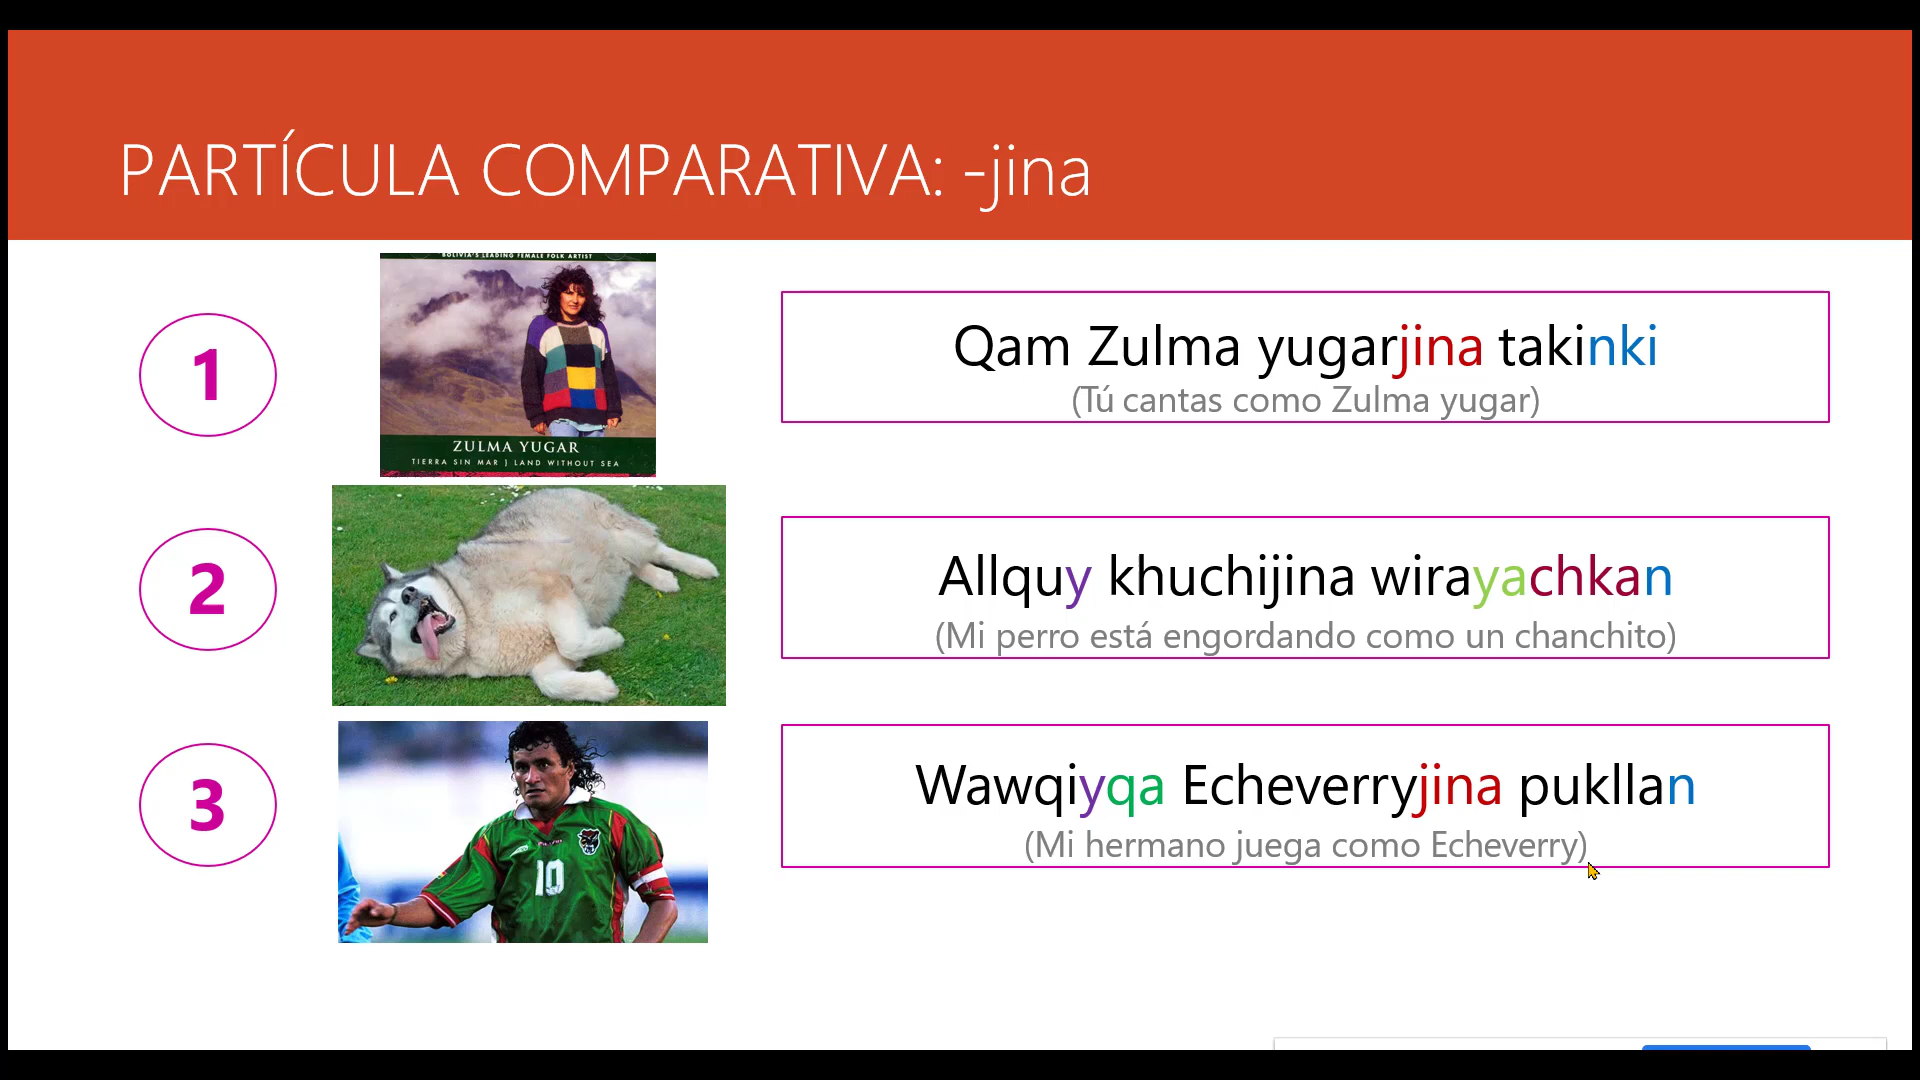 PARTÍCULA COMPARATIVA: -jina
1
BOLIVIA'S LEADING FEMALE FOLK ARTIST
ZULMA YUGAR
TIERRA SIN MAR | LAND WITHOUT SEA
Qam Zulma yugarjina takinki
(Tú cantas como Zulma yugar)
2
Allquy khuchijina wirayachkan
(Mi perro está engordando como un chanchito)
3
10
Wawqiyqa Echeverryjina pukllan
(Mi hermano juega como Echeverry)